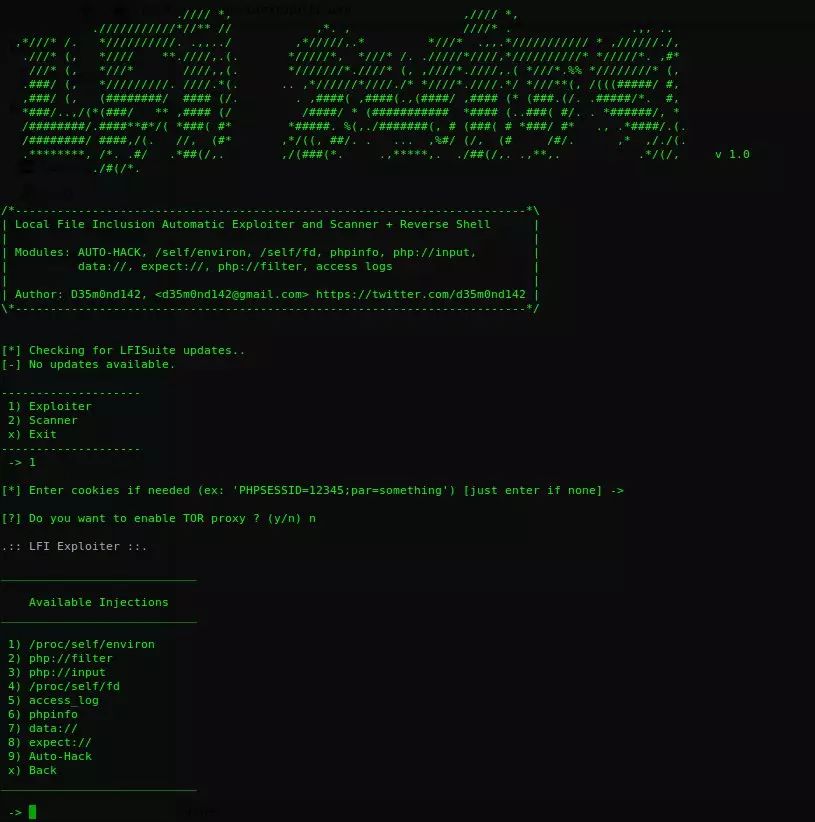 v 1.0
/*-------------------------------------------------------------------------*\
| Local File Inclusion Automatic Exploiter and Scanner + Reverse Shell |
| |
| Modules: AUTO-HACK, /self/environ, /self/fd, phpinfo, php://input, |
| data://, expect://, php://filter, access logs |
| |
| Author: D35m0nd142, <d35m0nd142@gmail.com> https://twitter.com/d35m0nd142 |
\*-------------------------------------------------------------------------*/
[*] Checking for LFISuite updates..
[-] No updates available.
--------------------
1) Exploiter
2) Scanner
x) Exit
--------------------
-> 1
[*] Enter cookies if needed (ex: 'PHPSESSID=12345;par=something') [just enter if none] ->
[?] Do you want to enable TOR proxy ? (y/n) n
.:: LFI Exploiter ::.
____________________________
Available Injections
____________________________
1) /proc/self/environ
2) php://filter
3) php://input
4) /proc/self/fd
5) access_log
6) phpinfo
7) data://
8) expect://
9) Auto-Hack
x) Back
____________________________
->